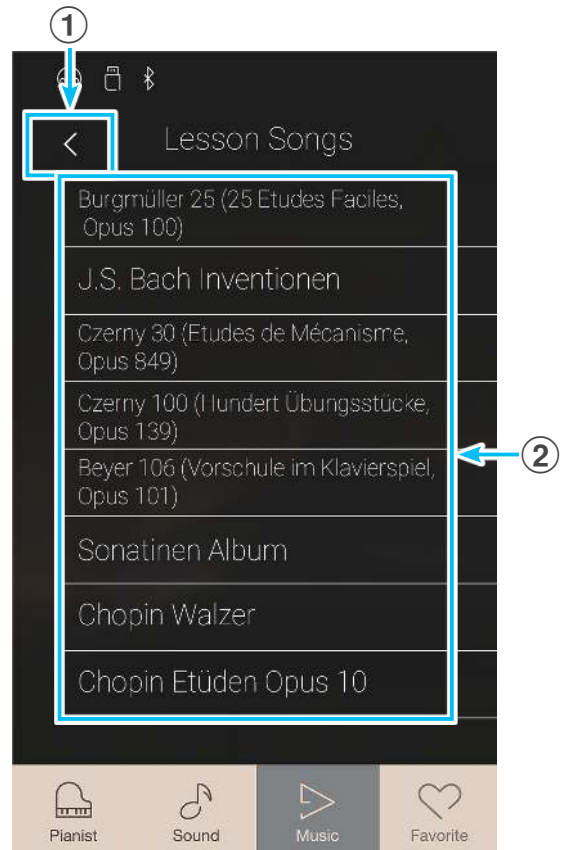 ①
Lesson Songs
Burgmüller 25 (25 Etudes Faciles,
Opus 100)
J.S. Bach Inventionen
Czerny 30 (Etudes de Mécanisme,
Opus 849)
Czerny 100 (Hundert Übungsstücke,
Opus 139)
Beyer 106 (Vorschule im Klavierspiel,
Opus 101)
②
Sonatinen Album
Chopin Walzer
Chopin Etüden Opus 10
Pianist Sound Music Favorite